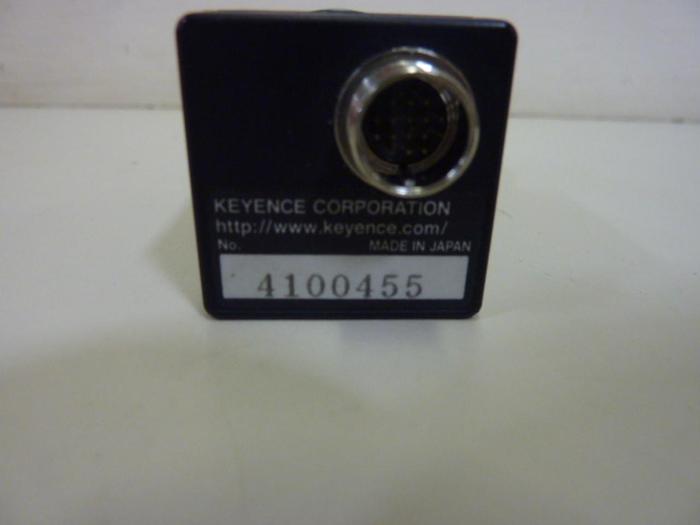 KEYENCE CORPORATION
http://www.keyence.com/
No. MADE IN JAPAN
4100455